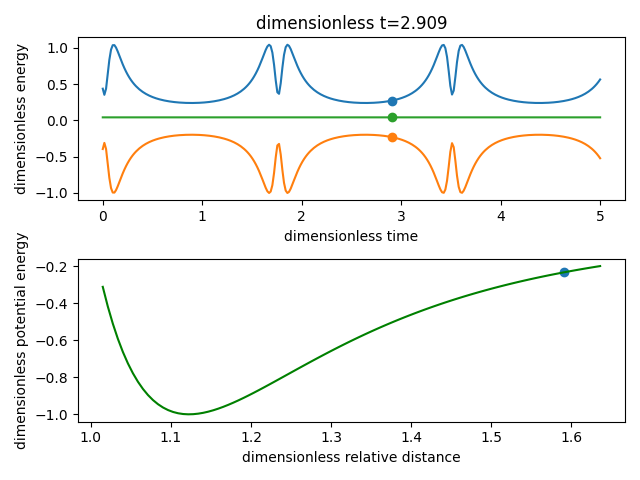 dimensionless t=2.909
dimensionless energy
1.0
0.5
0.0
−0.5
−1.0
0 1 2 3 4 5
dimensionless time
dimensionless potential energy
−0.2
−0.4
−0.6
−0.8
−1.0
1.0 1.1 1.2 1.3 1.4 1.5 1.6
dimensionless relative distance